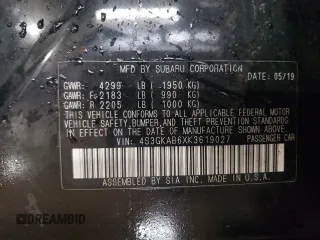 MFD BY SUBARU CORPORATION
05/19
GVWR: 4299 LB ( 1950 KG)
GAWR: F 2183 LB ( 990 KG)
GAWR: R 2205 LB ( 1000 KG)
THIS VEHICLE CONFORMS TO ALL APPLICABLE
FEDERAL MOTOR VEHICLE SAFETY,
BUMPER, AND THEFT PREVENTION STANDARDS
IN EFFECT ON THE DATE OF
MANUFACTURE SHOWN ABOVE.
VIN: 4S3GKAB6XK3619027
PASSENGER CAR
ASSEMBLED BY SIA INC. MADE IN U.S.A.
DREAMBID